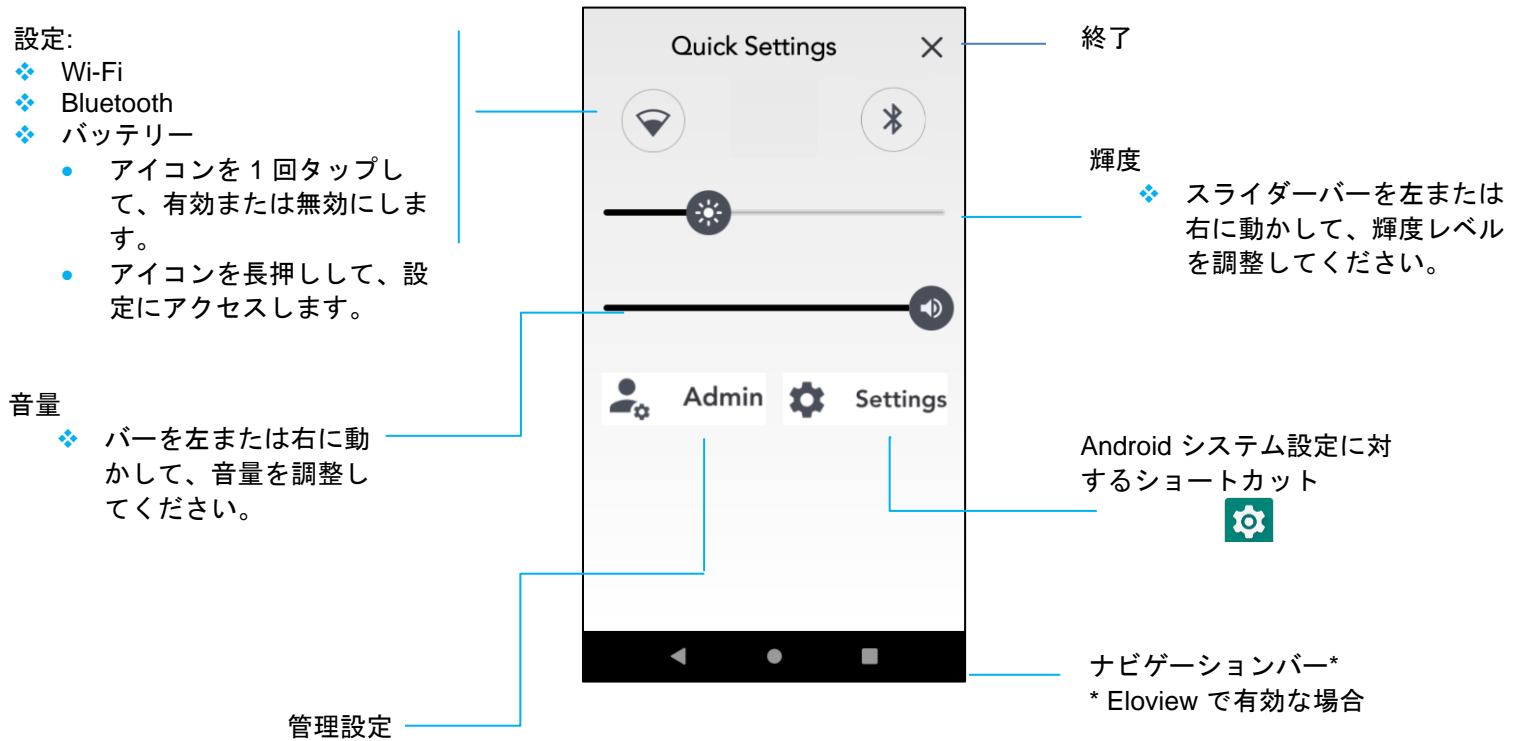 設定:
❖ Wi-Fi
❖ Bluetooth
❖ バッテリー
• アイコンを 1 回タップし
て、有効または無効にしま
す。
• アイコンを長押しして、設
定にアクセスします。
音量
❖ バーを左または右に動
かして、音量を調整し
てください。
管理設定
Quick Settings
Admin
Settings
終了
輝度
❖ スライダーバーを左または
右に動かして、輝度レベル
を調整してください。
Android システム設定に対
するショートカット
ナビゲーションバー*
* Eloview で有効な場合